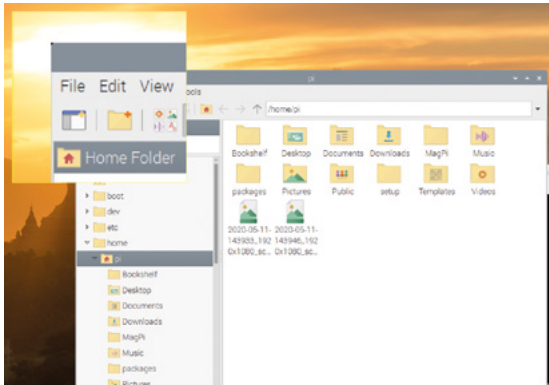 pi
File Edit View
ools
/home/pi
Home Folder
Bookshelf Desktop Documents Downloads MagPi Music
packages Pictures Public setup Templates Videos
2020-05-11- 2020-05-11-
143933_192 143946_192
0x1080_sc... 0x1080_sc...
boot
dev
etc
home
pi
Bookshelf
Desktop
Documents
Downloads
MagPi
Music
packages
Pictures